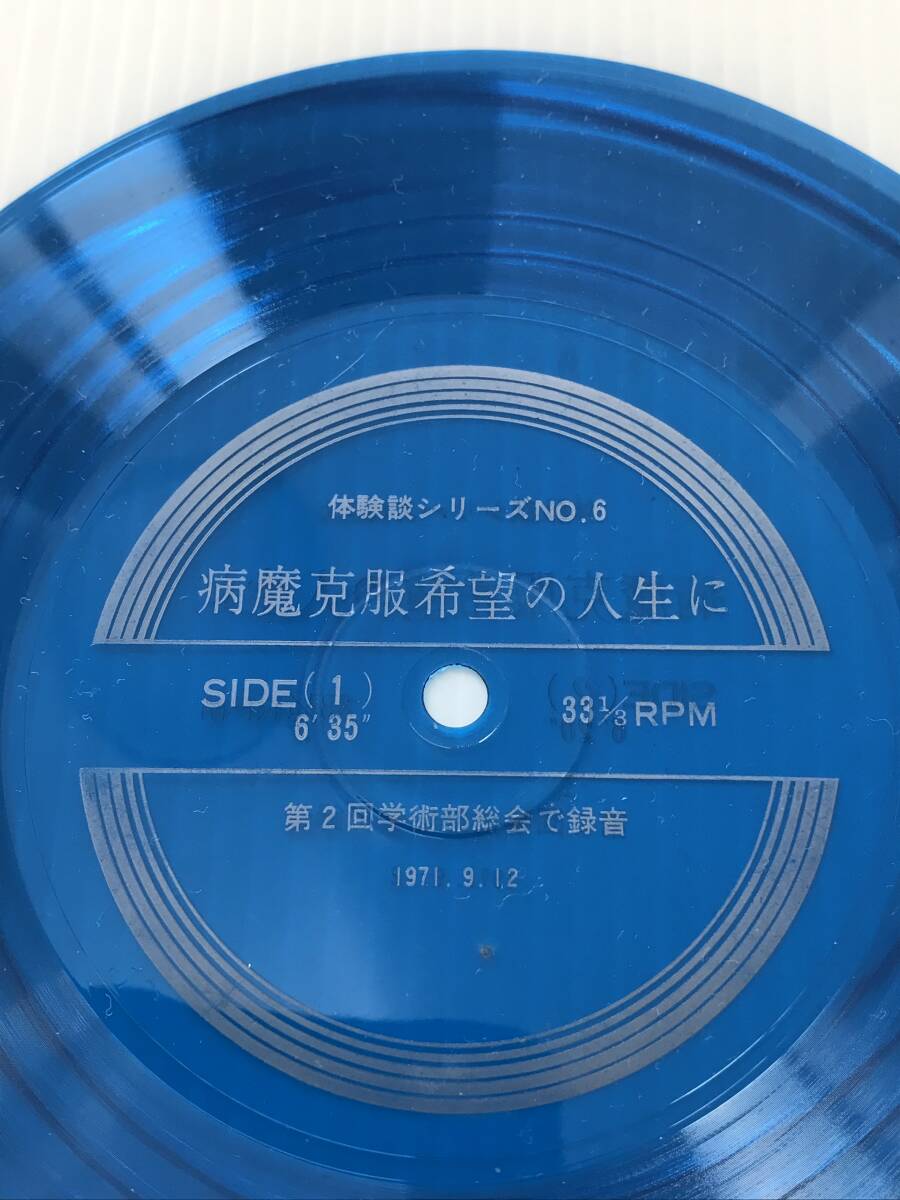 体験談シリーズNO.6
病魔克服希望の人生に
SIDE(1) 33⅓RPM
6′35″
第2回学術部総会で録音
1971.9.12